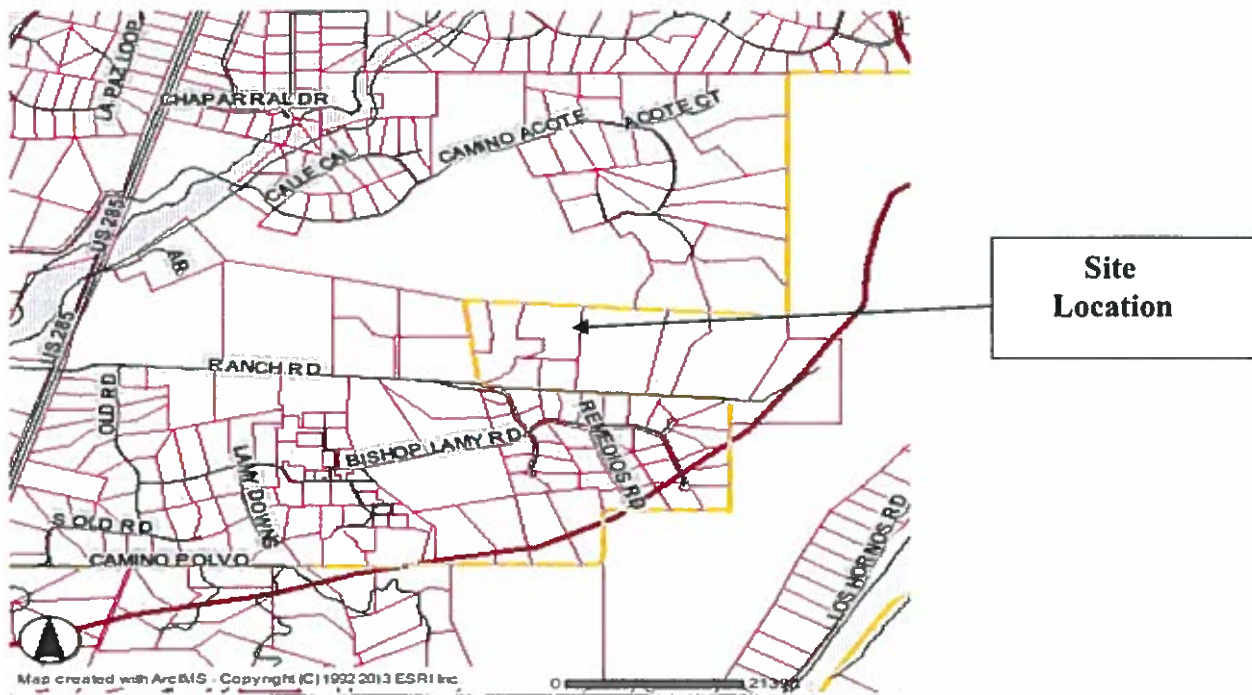 LA PAZ LOOP
CHAPARRAL DR
CALLE CAL
CAMINO ACOTE
ACOTE CT
US 285
AR
US 285
Site
Location
RANCH RD
OLD RD
REMEDIOS RD
BISHOP LAMY RD
LAMY DOWNS
S OLD RD
CAMINO POLVO
LOS HORNOS RD
Map created with ArcIMS - Copyright (C) 1992 2013 ESRI Inc.
0